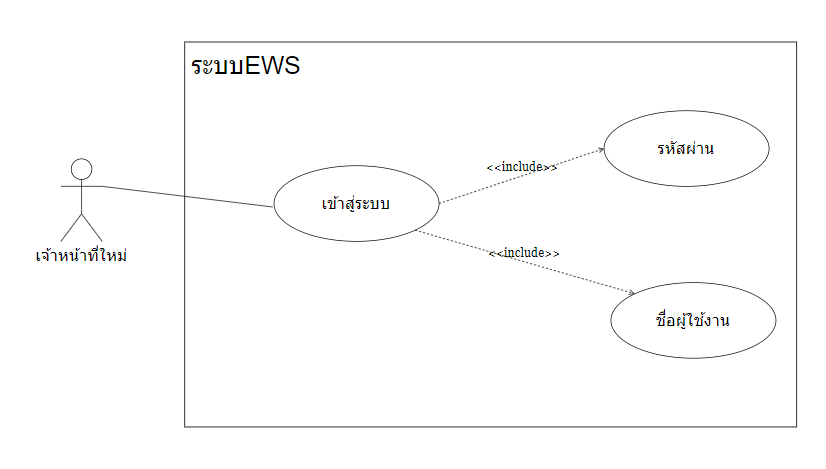 ระบบEWS
รหัสผ่าน
<<include>>
เข้าสู่ระบบ
<<include>>
เจ้าหน้าที่ใหม่
ชื่อผู้ใช้งาน